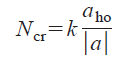 N_cr = k a_ho / |a|